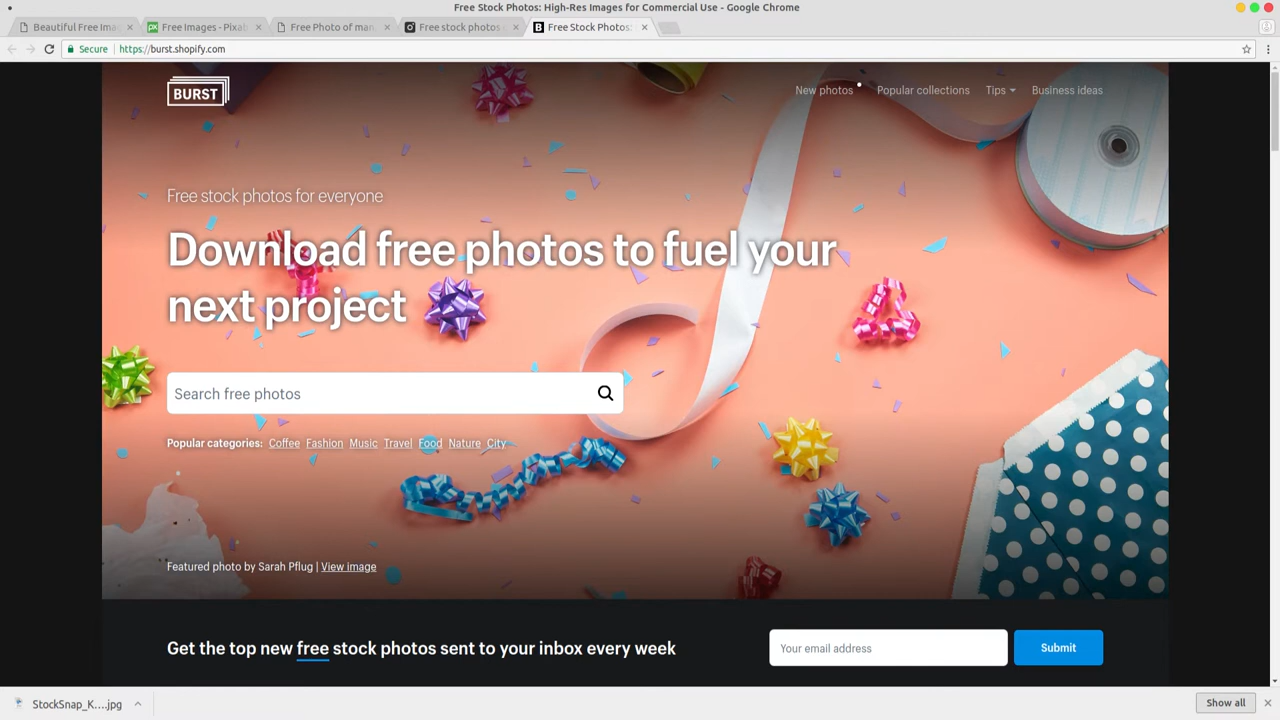 Free Stock Photos: High-Res Images for Commercial Use - Google Chrome
Beautiful Free Imag
Free Images - Pixab
Free Photo of man,
Free stock photos
Free Stock Photos:
Secure
https://burst.shopify.com
BURST
New photos
Popular collections
Tips
Business ideas
Free stock photos for everyone
Download free photos to fuel your
next project
Search free photos
Popular categories: Coffee Fashion Music Travel Food Nature City
Featured photo by Sarah Pflug | View image
Get the top new free stock photos sent to your inbox every week
Your email address
Submit
StockSnap_K....jpg
Show all